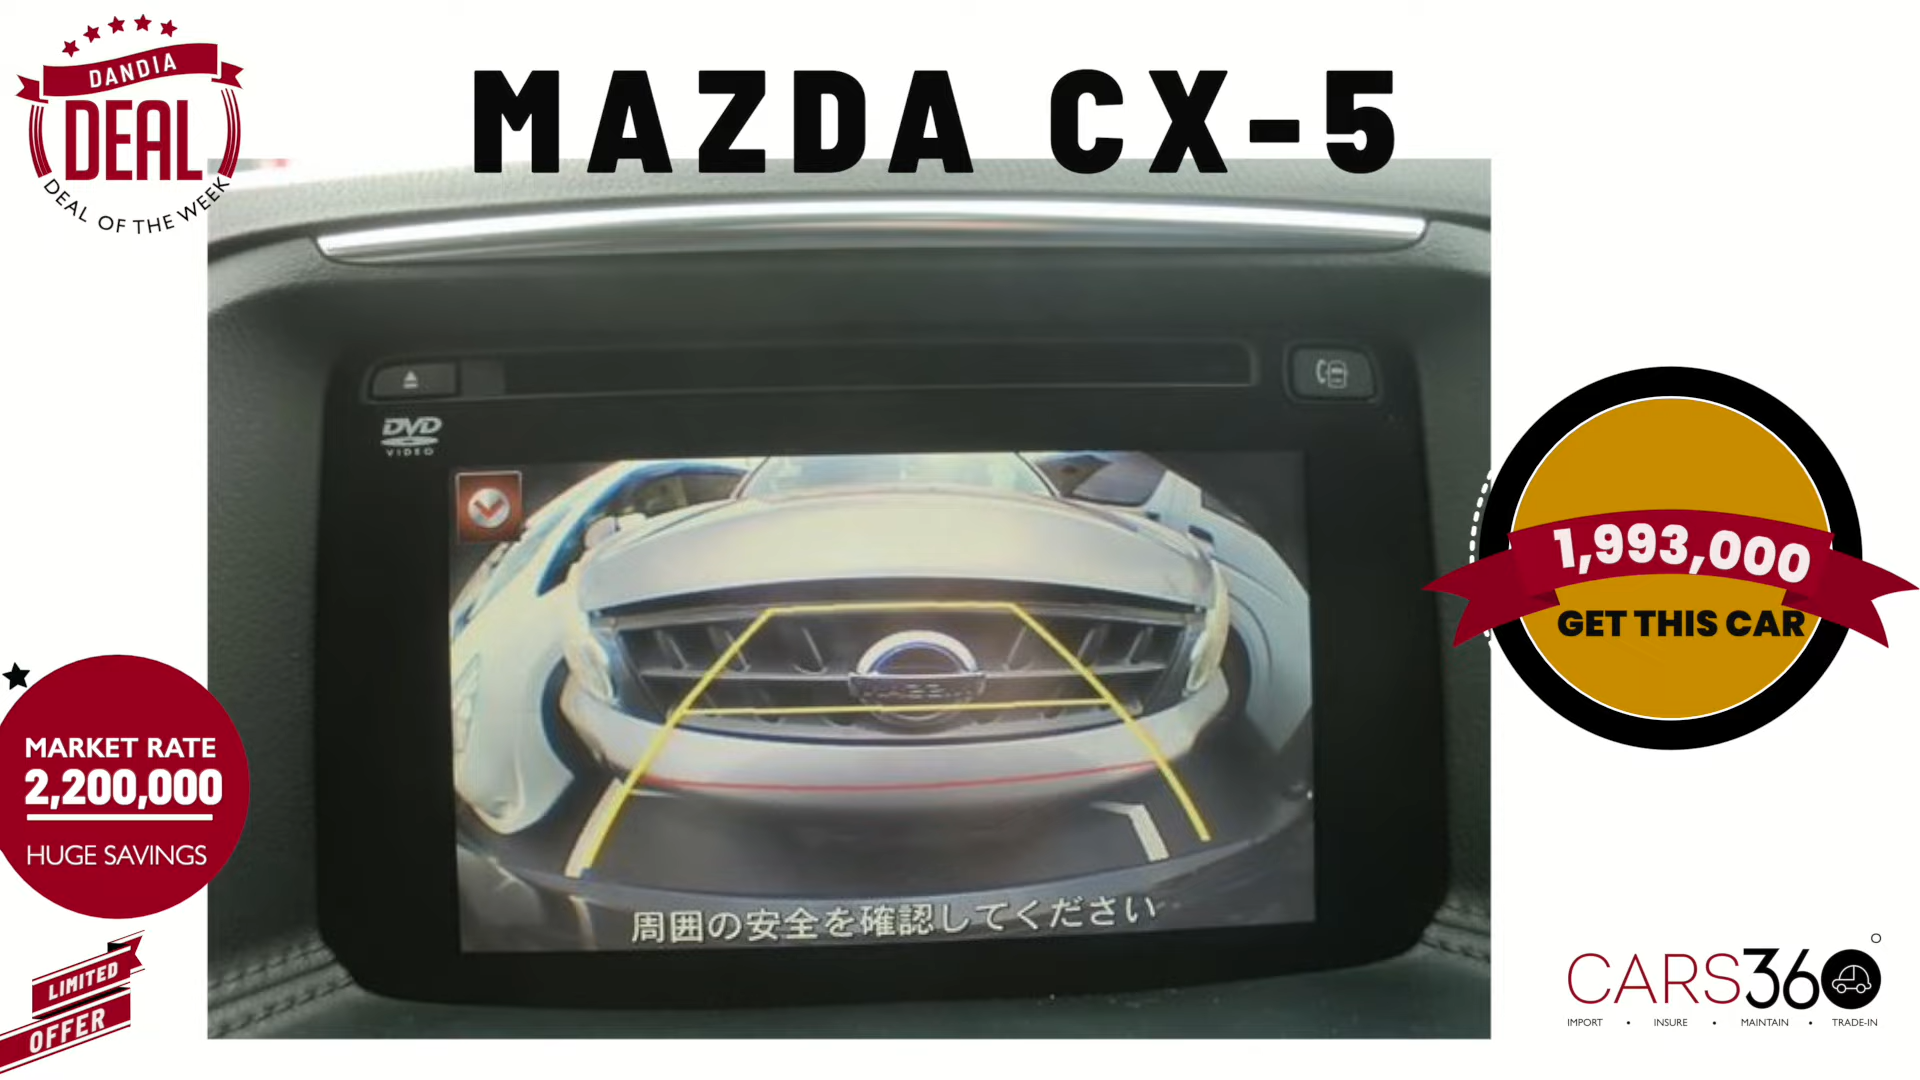 DANDIA
DEAL
DEAL OF THE WEEK
MAZDA CX-5
DVD
VIDEO
周囲の安全を確認してください
1,993,000
GET THIS CAR
MARKET RATE
2,200,000
HUGE SAVINGS
LIMITED
OFFER
CARS360
IMPORT • INSURE • MAINTAIN • TRADE-IN